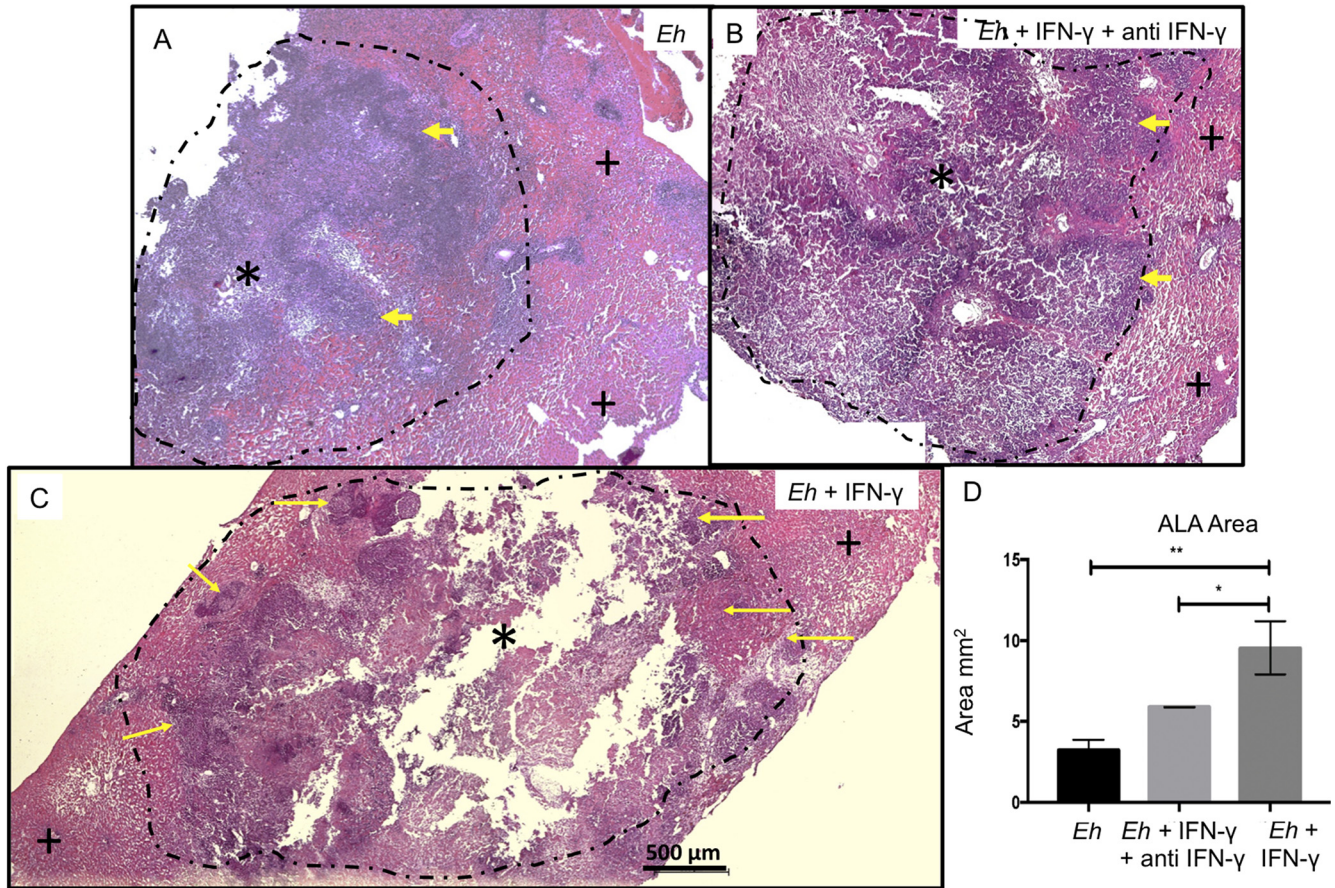 A
Eh
B
Eh + IFN-γ + anti IFN-γ
C
Eh + IFN-γ
500 µm
D
ALA Area
**
*
15
10
5
0
Area mm²
Eh
Eh + IFN-γ
+ anti IFN-γ
Eh +
IFN-γ